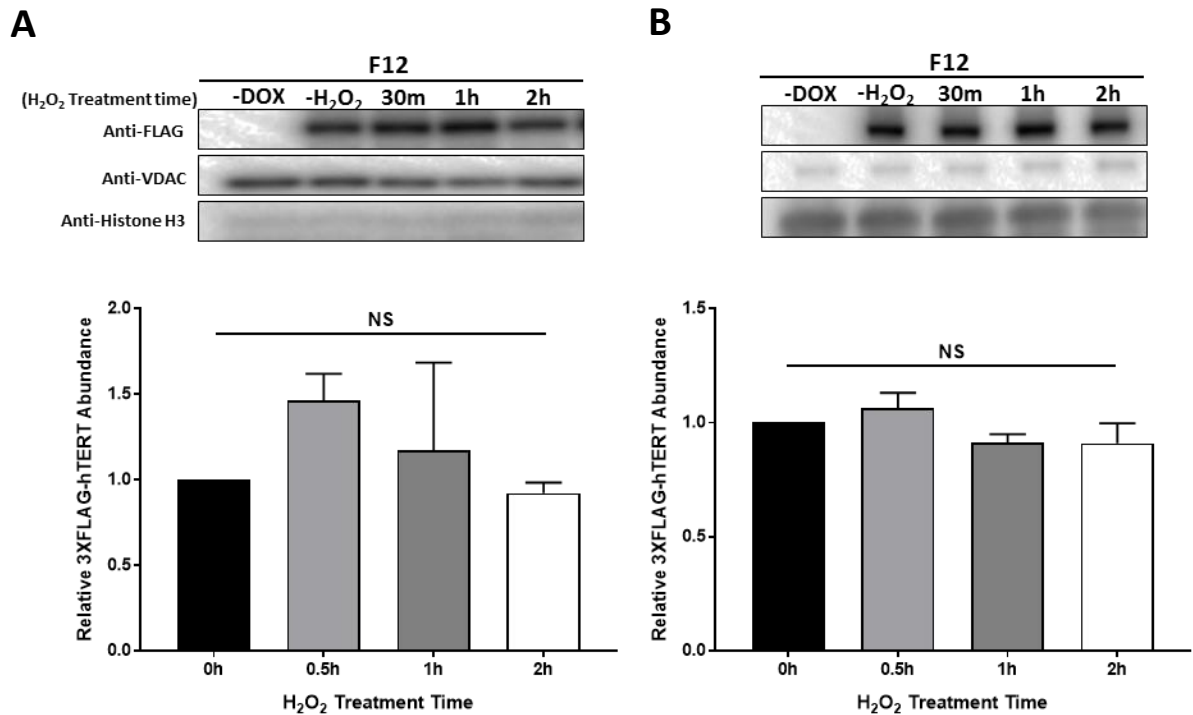 A
F12
(H₂O₂ Treatment time) -DOX -H₂O₂ 30m 1h 2h
Anti-FLAG
Anti-VDAC
Anti-Histone H3
2.0
1.5
1.0
0.5
0.0
Relative 3XFLAG-hTERT Abundance
NS
0h 0.5h 1h 2h
H₂O₂ Treatment Time
B
F12
-DOX -H₂O₂ 30m 1h 2h
1.5
1.0
0.5
0.0
Relative 3XFLAG-hTERT Abundance
NS
0h 0.5h 1h 2h
H₂O₂ Treatment Time